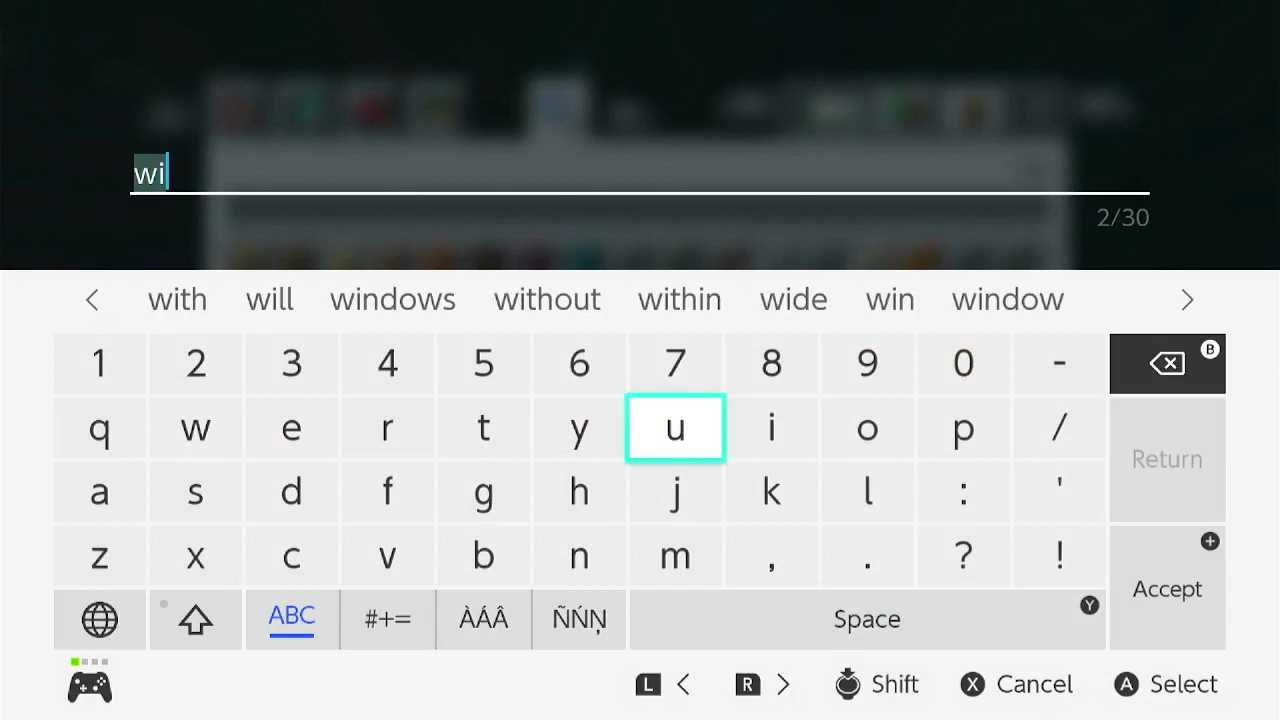 wi
2/30
< with will windows without within wide win window >
1 2 3 4 5 6 7 8 9 0 - B
q w e r t y u i o p / Return
a s d f g h j k l : '
z x c v b n m , . ? ! + Accept
ABC #+= ÀÁÂ ÑŃŅ Space Y
L < R > Shift X Cancel A Select